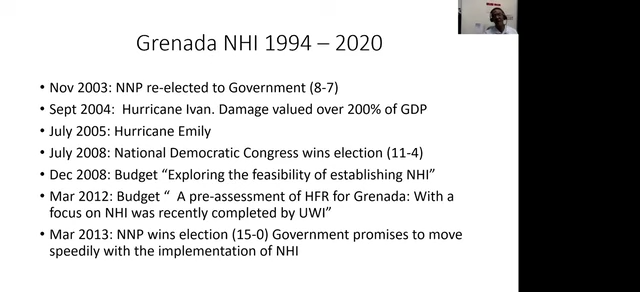 Grenada NHI 1994 – 2020
• Nov 2003: NNP re-elected to Government (8-7)
• Sept 2004:  Hurricane Ivan. Damage valued over 200% of GDP
• July 2005: Hurricane Emily
• July 2008: National Democratic Congress wins election (11-4)
• Dec 2008: Budget “Exploring the feasibility of establishing NHI”
• Mar 2012: Budget “  A pre-assessment of HFR for Grenada: With a
focus on NHI was recently completed by UWI”
• Mar 2013: NNP wins election (15-0) Government promises to move
speedily with the implementation of NHI